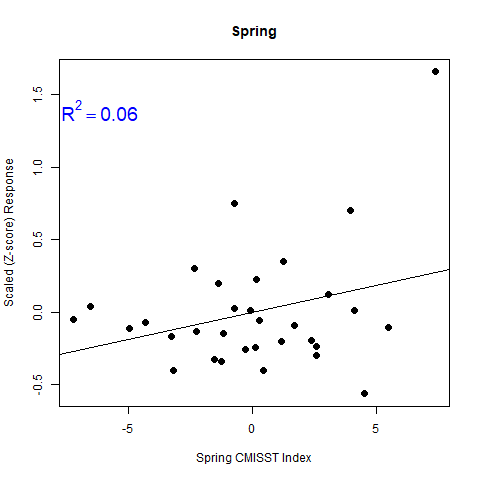 Spring
R² = 0.06
Scaled (Z-score) Response
1.5
1.0
0.5
0.0
-0.5
-5 0 5
Spring CMISST Index